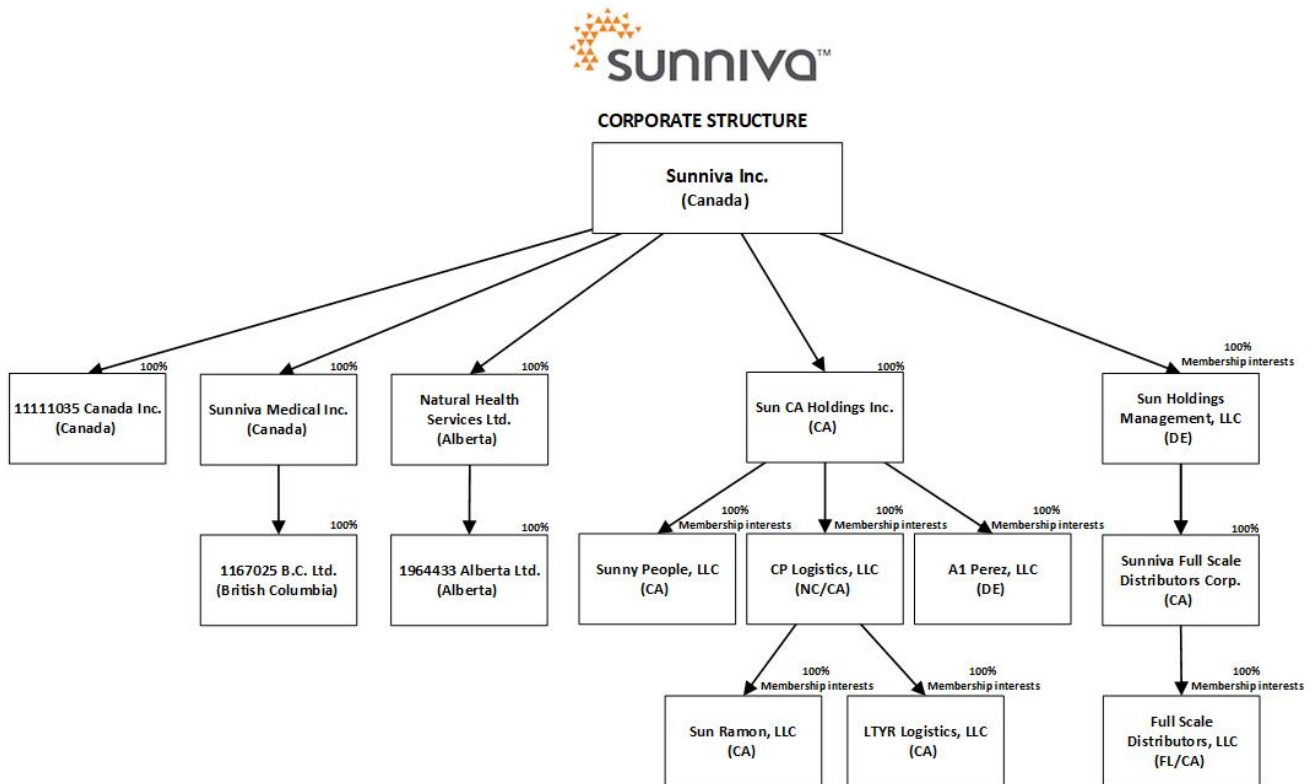 sunniva™
CORPORATE STRUCTURE
Sunniva Inc.
(Canada)
100%
100%
100%
100%
100%
Membership interests
11111035 Canada Inc.
(Canada)
Sunniva Medical Inc.
(Canada)
Natural Health
Services Ltd.
(Alberta)
Sun CA Holdings Inc.
(CA)
Sun Holdings
Management, LLC
(DE)
100%
100%
100%
Membership interests
100%
Membership interests
100%
Membership interests
100%
1167025 B.C. Ltd.
(British Columbia)
1964433 Alberta Ltd.
(Alberta)
Sunny People, LLC
(CA)
CP Logistics, LLC
(NC/CA)
A1 Perez, LLC
(DE)
Sunniva Full Scale
Distributors Corp.
(CA)
100%
Membership interests
100%
Membership interests
100%
Membership interests
Sun Ramon, LLC
(CA)
LTYR Logistics, LLC
(CA)
Full Scale
Distributors, LLC
(FL/CA)